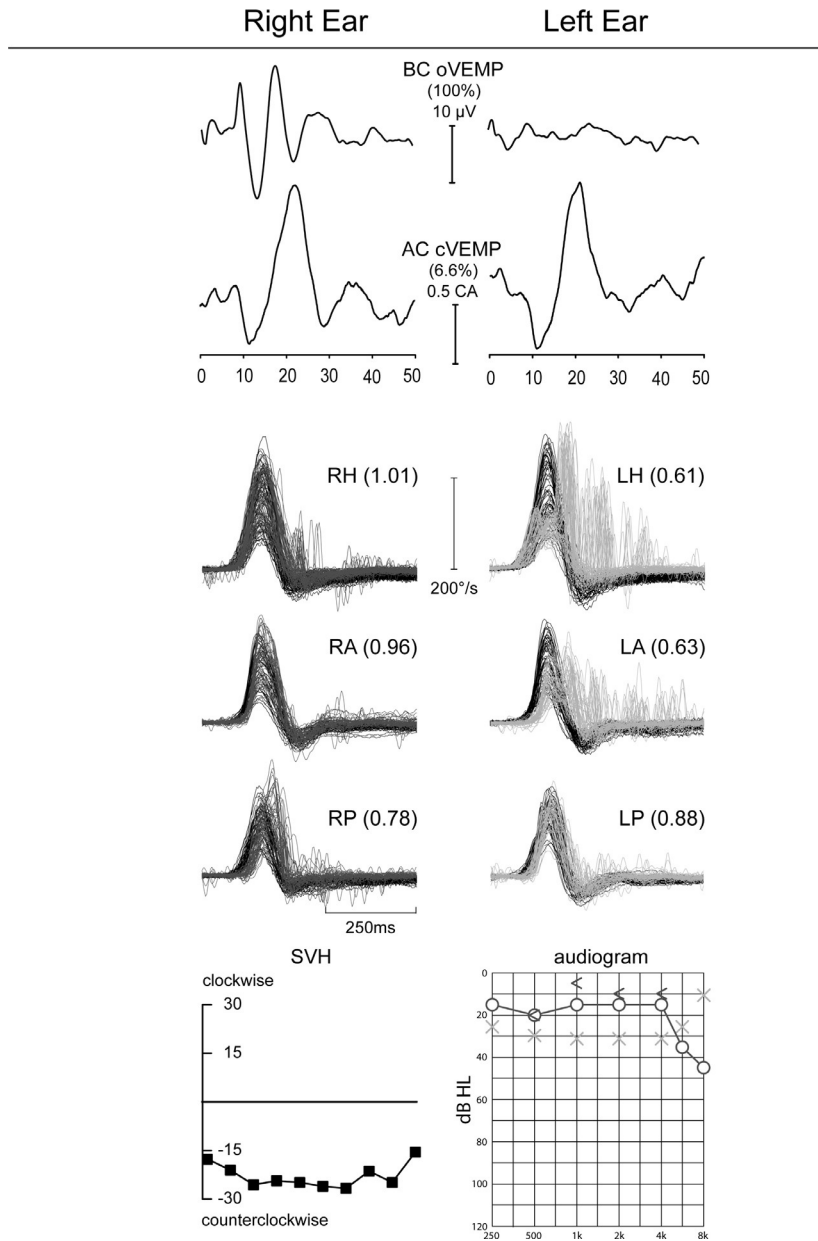 Right Ear
Left Ear
BC oVEMP
(100%)
10 µV
AC cVEMP
(6.6%)
0.5 CA
0 10 20 30 40 50
0 10 20 30 40 50
RH (1.01)
LH (0.61)
200°/s
RA (0.96)
LA (0.63)
RP (0.78)
LP (0.88)
250ms
SVH
clockwise
30
15
-15
-30
counterclockwise
audiogram
0
20
40
60
80
100
120
dB HL
250 500 1k 2k 4k 8k